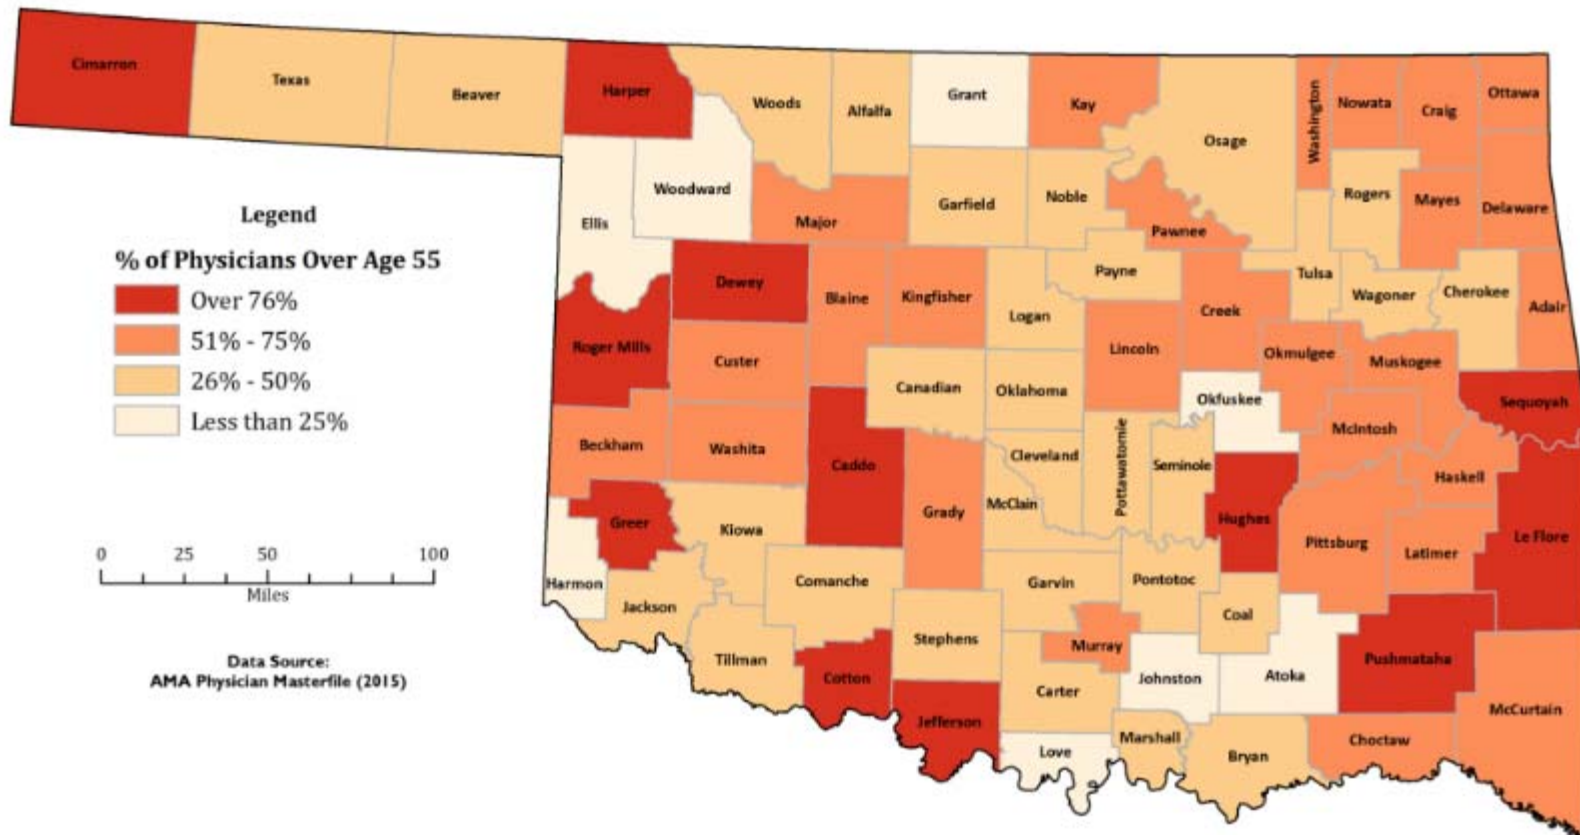 Cimarron
Texas
Beaver
Harper
Woods
Alfalfa
Grant
Kay
Osage
Washington
Nowata
Craig
Ottawa
Ellis
Woodward
Major
Garfield
Noble
Pawnee
Rogers
Mayes
Delaware
Legend
% of Physicians Over Age 55
Over 76%
51% - 75%
26% - 50%
Less than 25%
Dewey
Blaine
Kingfisher
Logan
Payne
Creek
Tulsa
Wagoner
Cherokee
Adair
Roger Mills
Custer
Canadian
Oklahoma
Lincoln
Okmulgee
Muskogee
Okfuskee
Sequoyah
Beckham
Washita
Caddo
Grady
Cleveland
McClain
Pottawatomie
Seminole
Hughes
McIntosh
Haskell
Pittsburg
Latimer
Le Flore
Greer
Kiowa
Harmon
Jackson
Comanche
Tillman
Cotton
Stephens
Jefferson
Garvin
Pontotoc
Coal
Murray
Carter
Johnston
Atoka
Pushmataha
McCurtain
Love
Marshall
Bryan
Choctaw
0 25 50 100
Miles
Data Source:
AMA Physician Masterfile (2015)